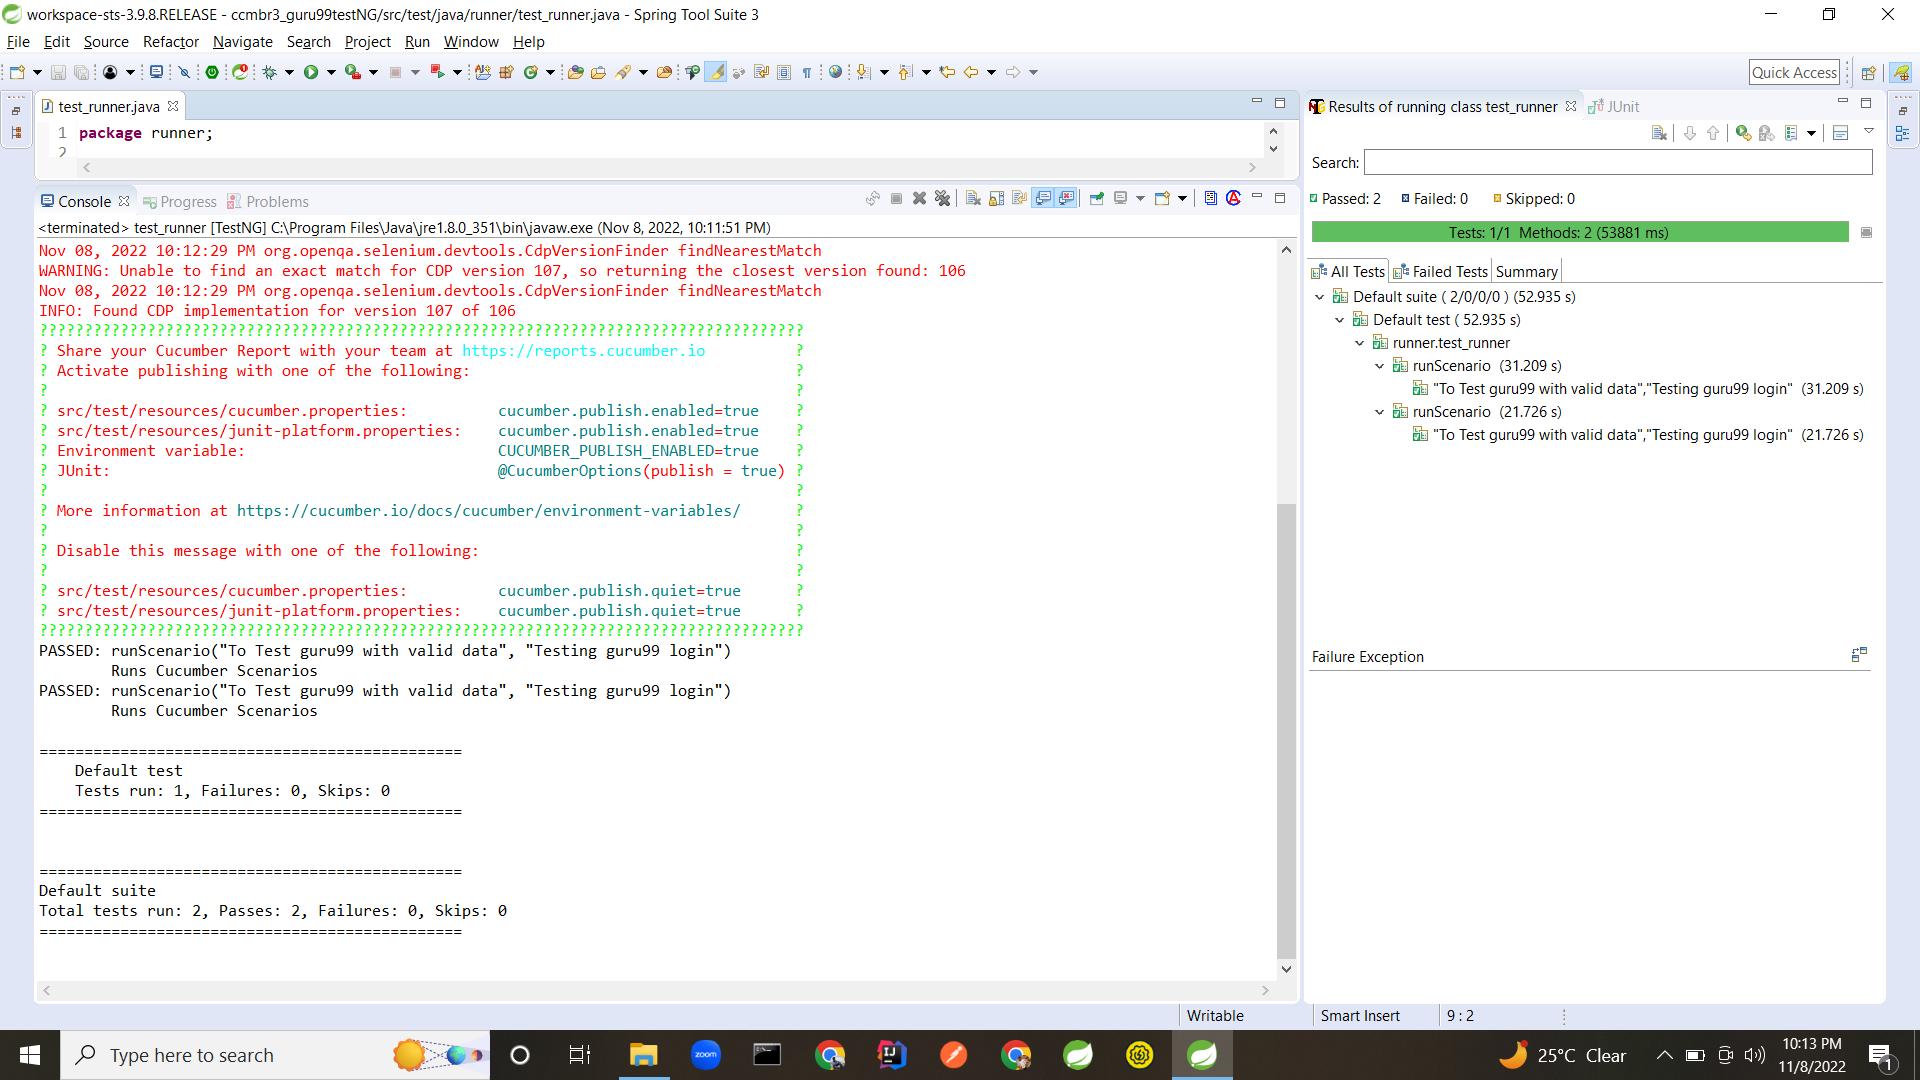 workspace-sts-3.9.8.RELEASE - ccmbr3_guru99testNG/src/test/java/runner/test_runner.java - Spring Tool Suite 3
File Edit Source Refactor Navigate Search Project Run Window Help
Quick Access
test_runner.java
1 package runner;
2
Console Progress Problems
<terminated> test_runner [TestNG] C:\Program Files\Java\jre1.8.0_351\bin\javaw.exe (Nov 8, 2022, 10:11:51 PM)
Nov 08, 2022 10:12:29 PM org.openqa.selenium.devtools.CdpVersionFinder findNearestMatch
WARNING: Unable to find an exact match for CDP version 107, so returning the closest version found: 106
Nov 08, 2022 10:12:29 PM org.openqa.selenium.devtools.CdpVersionFinder findNearestMatch
INFO: Found CDP implementation for version 107 of 106
?????????????????????????????????????????????????????????????????????????????????????
? Share your Cucumber Report with your team at https://reports.cucumber.io ?
? Activate publishing with one of the following: ?
? ?
? src/test/resources/cucumber.properties: cucumber.publish.enabled=true ?
? src/test/resources/junit-platform.properties: cucumber.publish.enabled=true ?
? Environment variable: CUCUMBER_PUBLISH_ENABLED=true ?
? JUnit: @CucumberOptions(publish = true) ?
? ?
? More information at https://cucumber.io/docs/cucumber/environment-variables/ ?
? ?
? Disable this message with one of the following: ?
? ?
? src/test/resources/cucumber.properties: cucumber.publish.quiet=true ?
? src/test/resources/junit-platform.properties: cucumber.publish.quiet=true ?
?????????????????????????????????????????????????????????????????????????????????????
PASSED: runScenario("To Test guru99 with valid data", "Testing guru99 login")
Runs Cucumber Scenarios
PASSED: runScenario("To Test guru99 with valid data", "Testing guru99 login")
Runs Cucumber Scenarios
===============================================
Default test
Tests run: 1, Failures: 0, Skips: 0
===============================================
===============================================
Default suite
Total tests run: 2, Passes: 2, Failures: 0, Skips: 0
===============================================
Results of running class test_runner JUnit
Search:
Passed: 2 Failed: 0 Skipped: 0
Tests: 1/1 Methods: 2 (53881 ms)
All Tests Failed Tests Summary
Default suite ( 2/0/0/0 ) (52.935 s)
Default test ( 52.935 s)
runner.test_runner
runScenario (31.209 s)
"To Test guru99 with valid data","Testing guru99 login" (31.209 s)
runScenario (21.726 s)
"To Test guru99 with valid data","Testing guru99 login" (21.726 s)
Failure Exception
Writable Smart Insert 9 : 2
Type here to search
zoom
25°C Clear
10:13 PM
11/8/2022
1